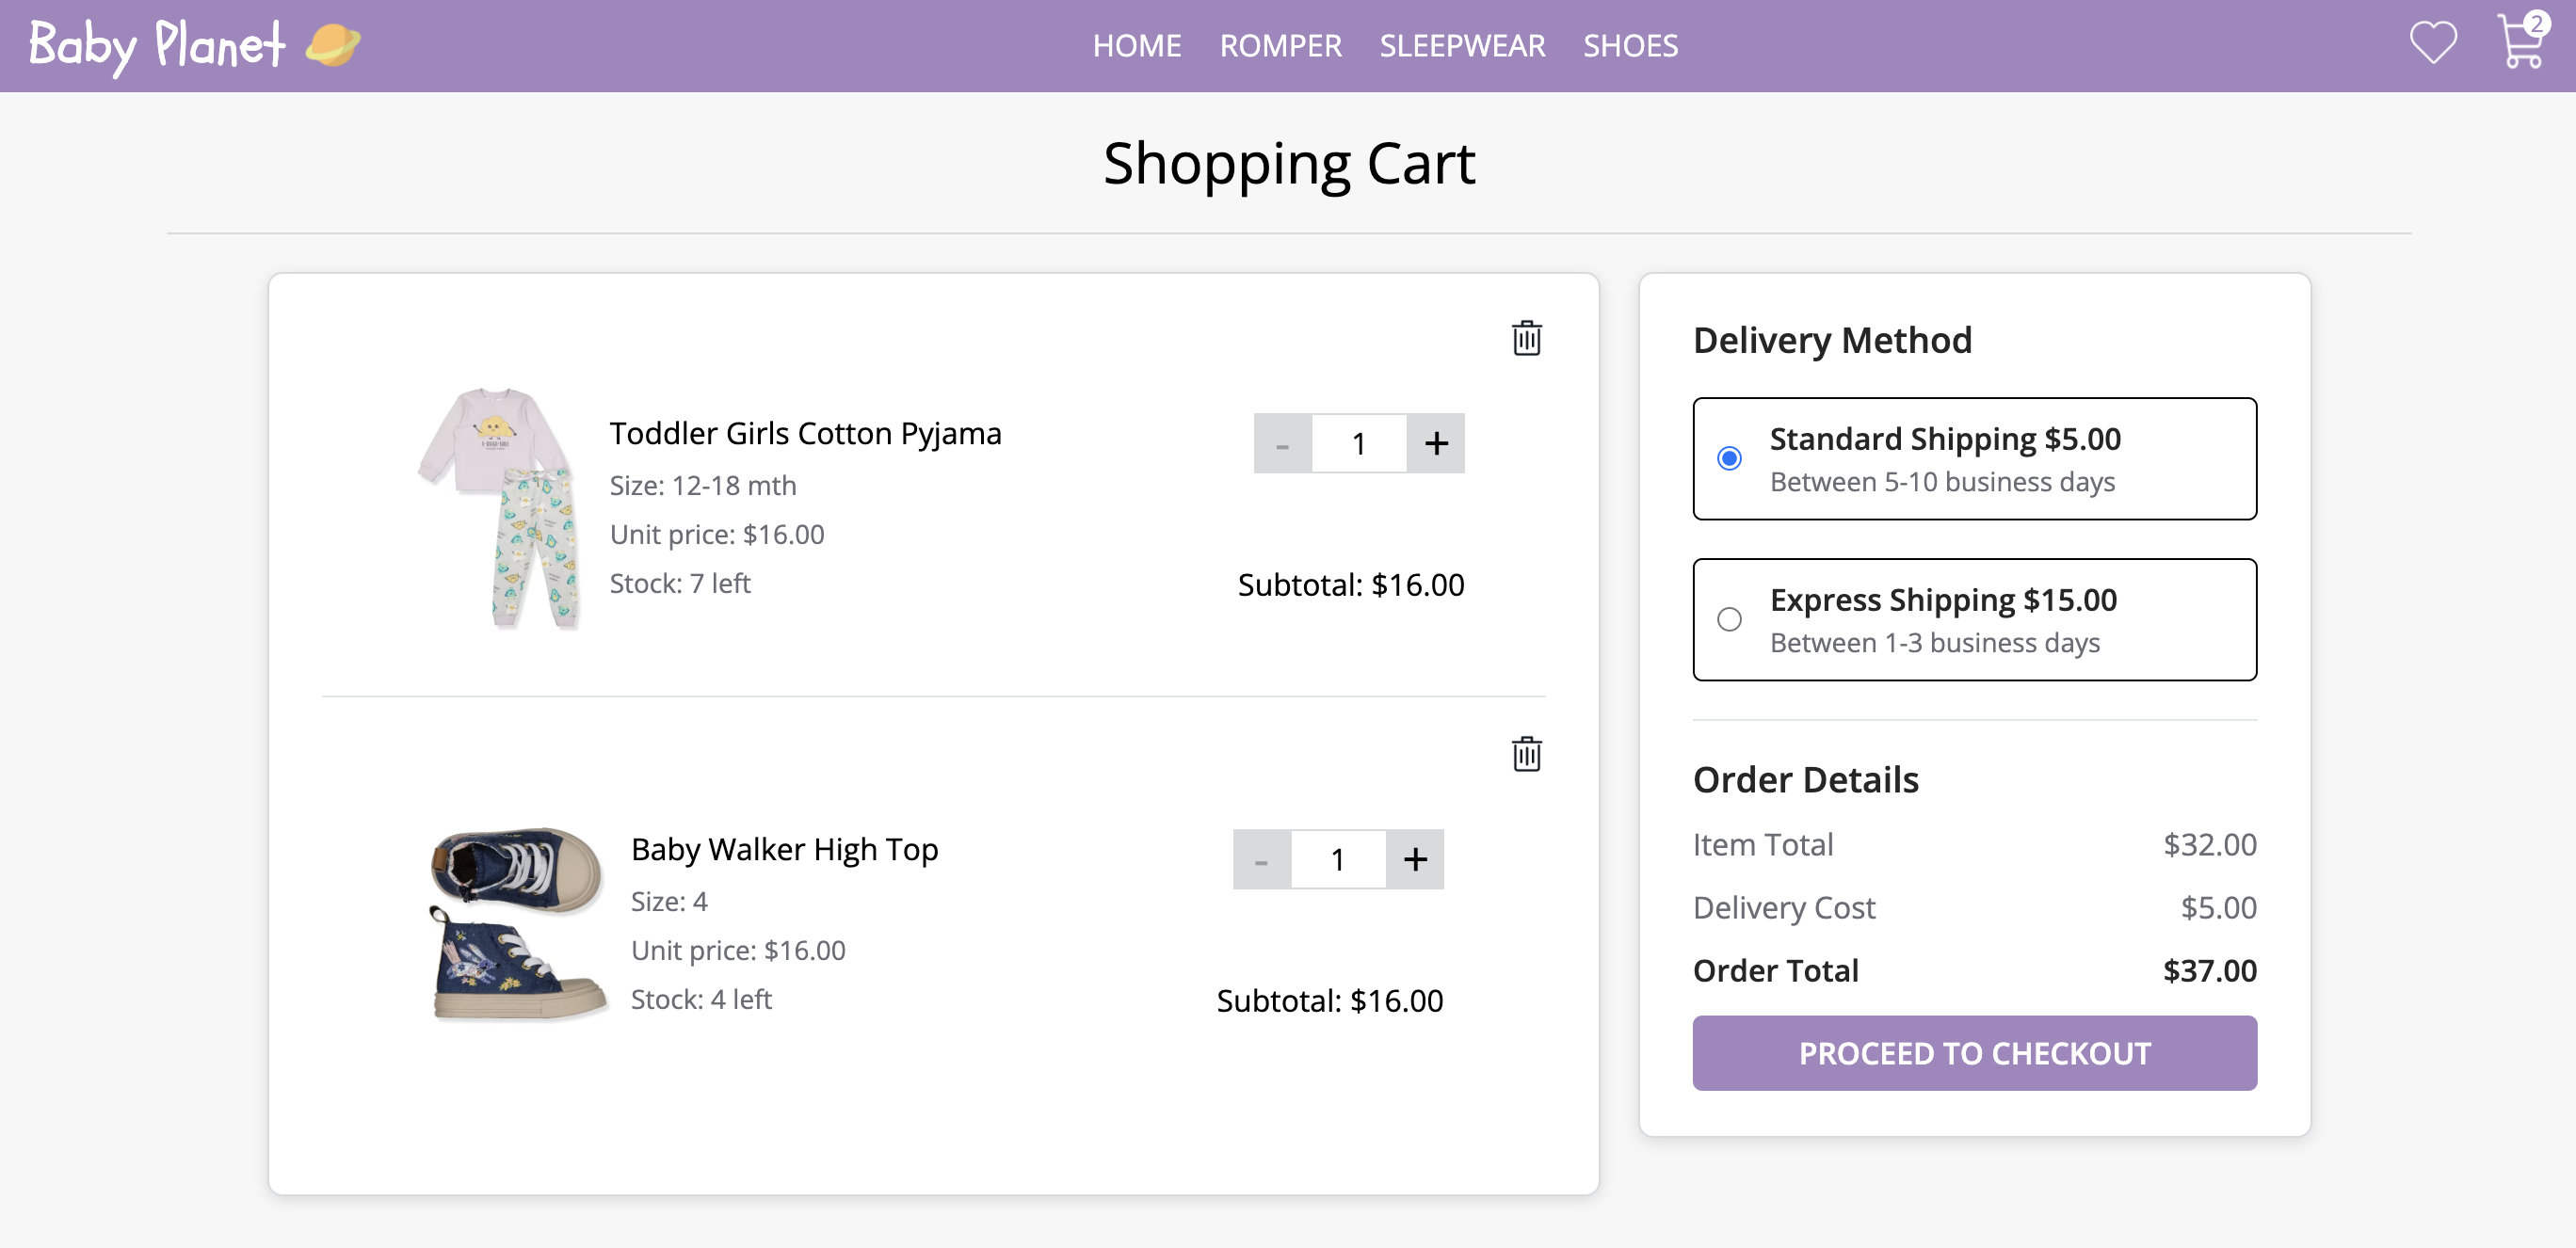 Baby Planet
HOME ROMPER SLEEPWEAR SHOES
2
Shopping Cart
Toddler Girls Cotton Pyjama
Size: 12-18 mth
Unit price: $16.00
Stock: 7 left
- 1 +
Subtotal: $16.00
Baby Walker High Top
Size: 4
Unit price: $16.00
Stock: 4 left
- 1 +
Subtotal: $16.00
Delivery Method
Standard Shipping $5.00
Between 5-10 business days
Express Shipping $15.00
Between 1-3 business days
Order Details
Item Total $32.00
Delivery Cost $5.00
Order Total $37.00
PROCEED TO CHECKOUT